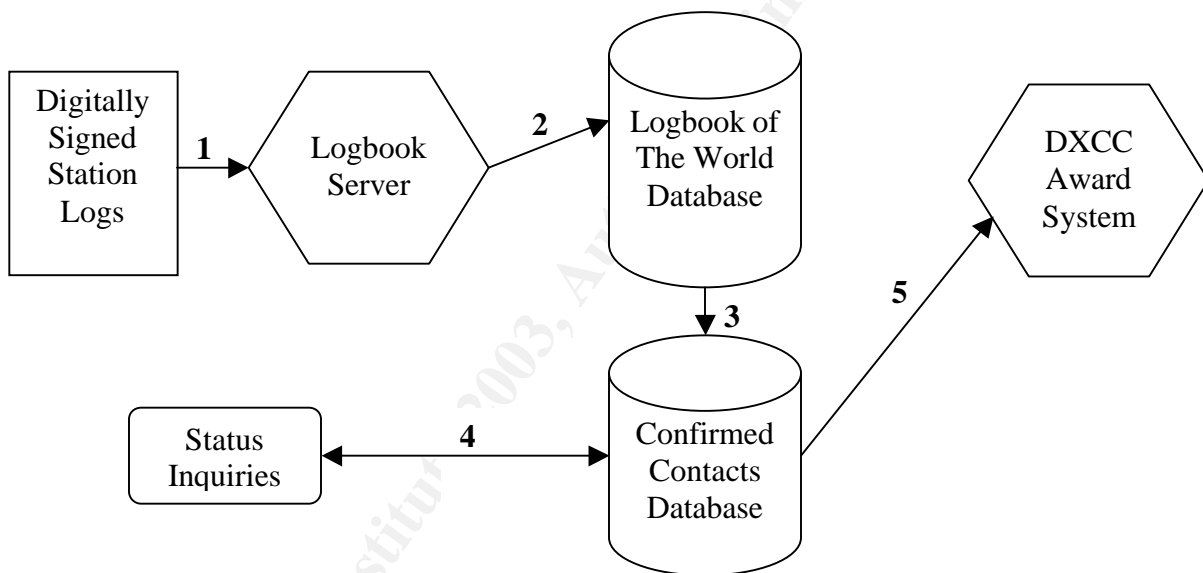 Digitally
Signed
Station
Logs
1
Logbook
Server
2
Logbook of
The World
Database
DXCC
Award
System
3
5
Status
Inquiries
4
Confirmed
Contacts
Database
2003,